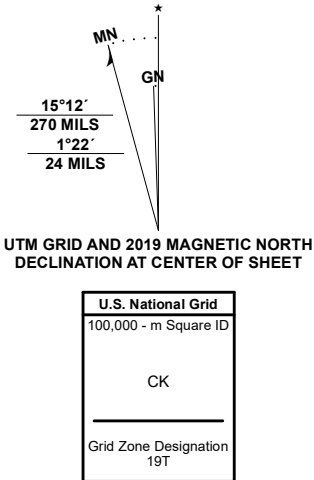 MN
GN
15°12´
270 MILS
1°22´
24 MILS
UTM GRID AND 2019 MAGNETIC NORTH
DECLINATION AT CENTER OF SHEET
U.S. National Grid
100,000 - m Square ID
CK
Grid Zone Designation
19T